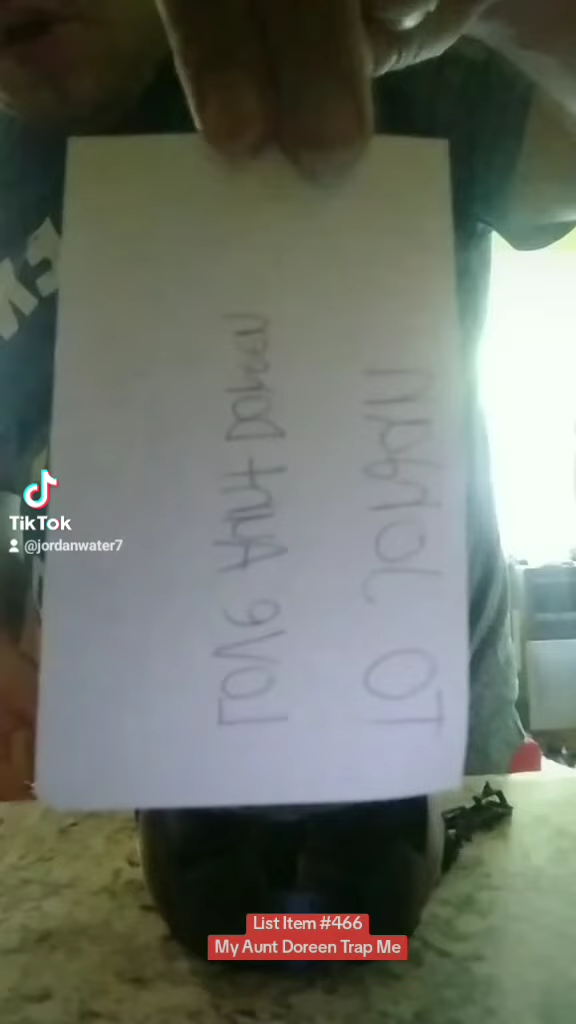 TO JORDAN
LOVE AUNT DOREEN
TikTok
@jordanwater7
List Item #466
My Aunt Doreen Trap Me